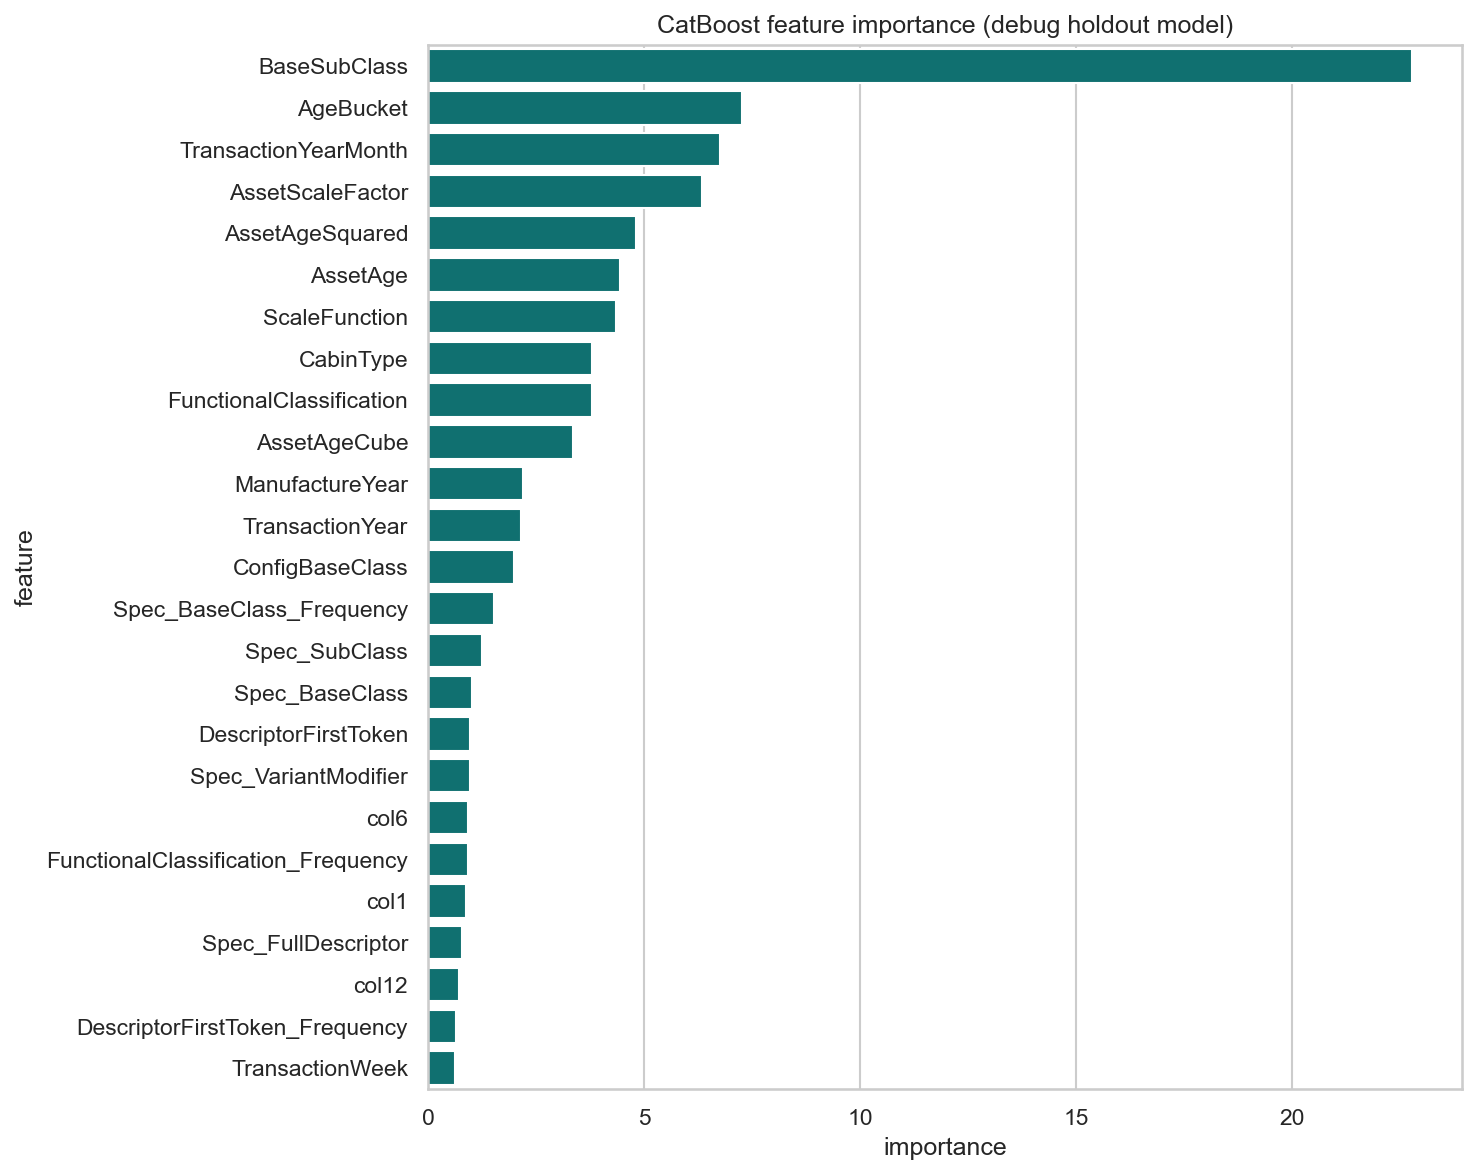 CatBoost feature importance (debug holdout model)
BaseSubClass
AgeBucket
TransactionYearMonth
AssetScaleFactor
AssetAgeSquared
AssetAge
ScaleFunction
CabinType
FunctionalClassification
AssetAgeCube
ManufactureYear
TransactionYear
ConfigBaseClass
Spec_BaseClass_Frequency
Spec_SubClass
Spec_BaseClass
DescriptorFirstToken
Spec_VariantModifier
col6
FunctionalClassification_Frequency
col1
Spec_FullDescriptor
col12
DescriptorFirstToken_Frequency
TransactionWeek
feature
0 5 10 15 20
importance